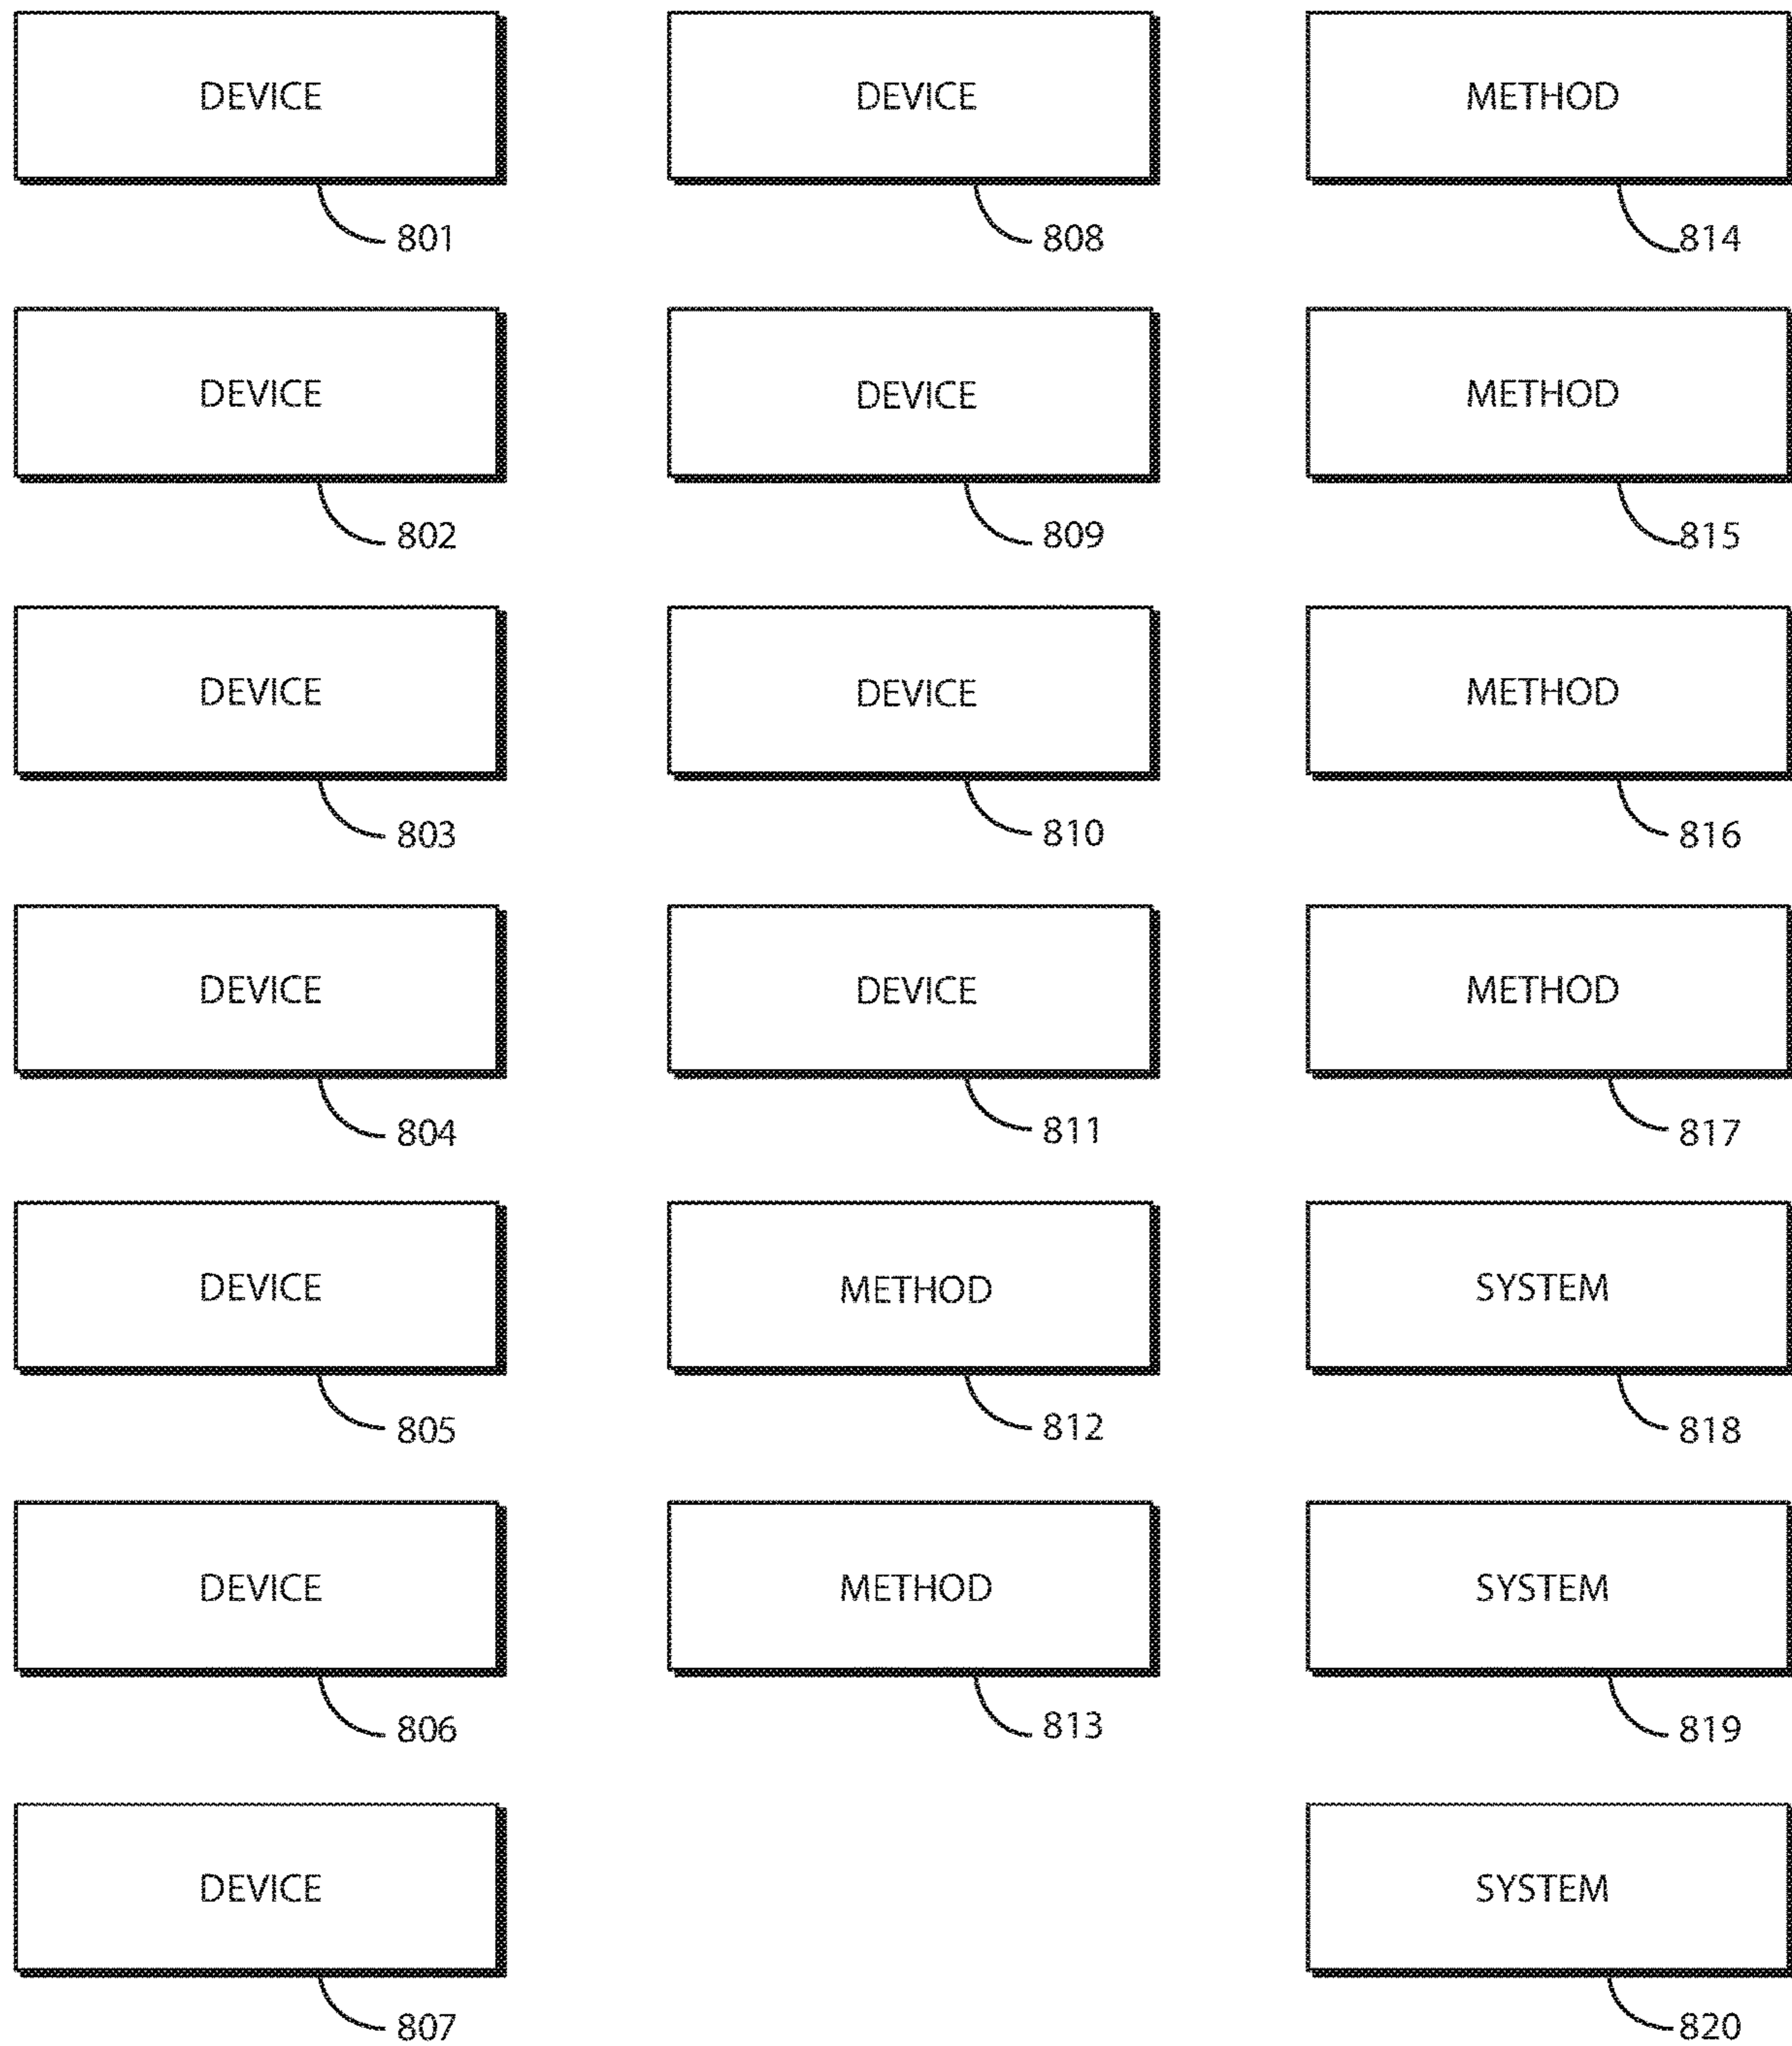 DEVICE
801
DEVICE
802
DEVICE
803
DEVICE
804
DEVICE
805
DEVICE
806
DEVICE
807
DEVICE
808
DEVICE
809
DEVICE
810
DEVICE
811
METHOD
812
METHOD
813
METHOD
814
METHOD
815
METHOD
816
METHOD
817
SYSTEM
818
SYSTEM
819
SYSTEM
820